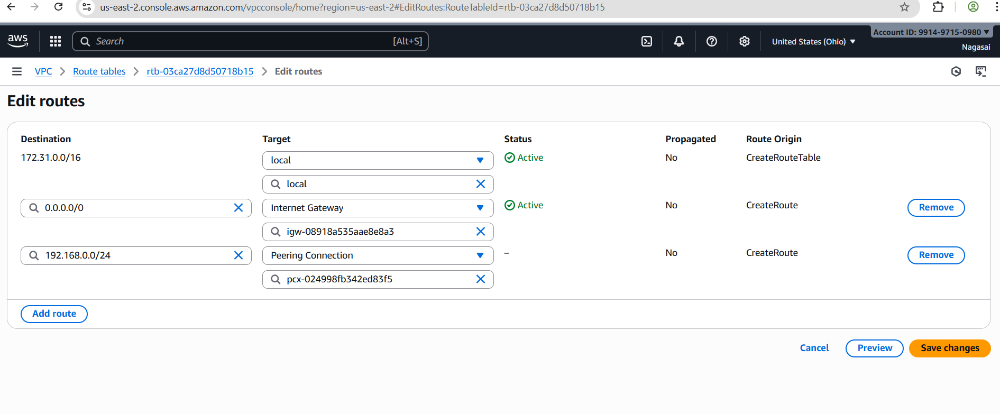 us-east-2.console.aws.amazon.com/vpcconsole/home?region=us-east-2#EditRoutes:RouteTableId=rtb-03ca27d8d50718b15
aws
Search
[Alt+S]
United States (Ohio)
Account ID: 9914-9715-0980
Nagasai
VPC
Route tables
rtb-03ca27d8d50718b15
Edit routes
Edit routes
Destination Target Status Propagated Route Origin
172.31.0.0/16 local Active No CreateRouteTable
local
0.0.0.0/0 Internet Gateway Active No CreateRoute Remove
igw-08918a535aae8e8a3
192.168.0.0/24 Peering Connection – No CreateRoute Remove
pcx-024998fb342ed83f5
Add route
Cancel Preview Save changes